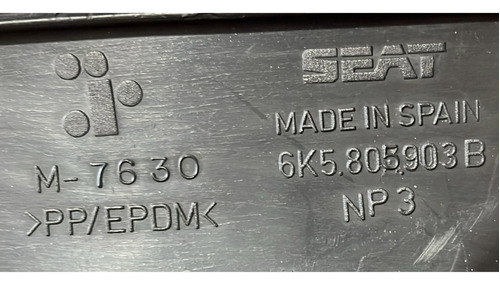 SEAT
MADE IN SPAIN
6K5.805.903 B
NP 3
M-7630
>PP/EPDM<